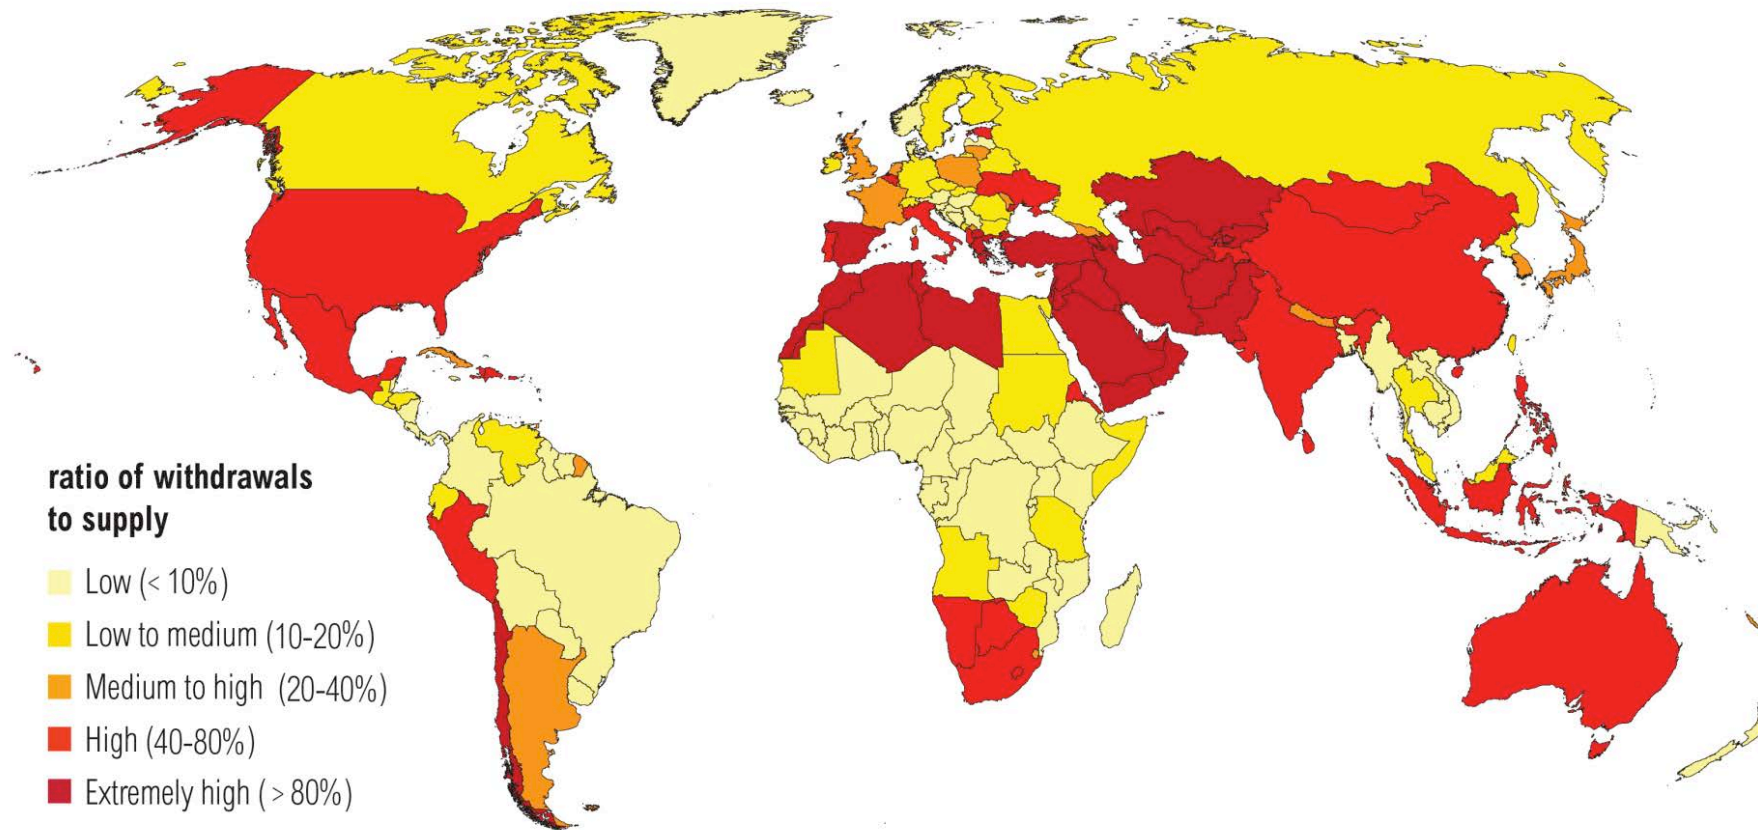 ratio of withdrawals
to supply
Low (< 10%)
Low to medium (10-20%)
Medium to high (20-40%)
High (40-80%)
Extremely high ( > 80%)